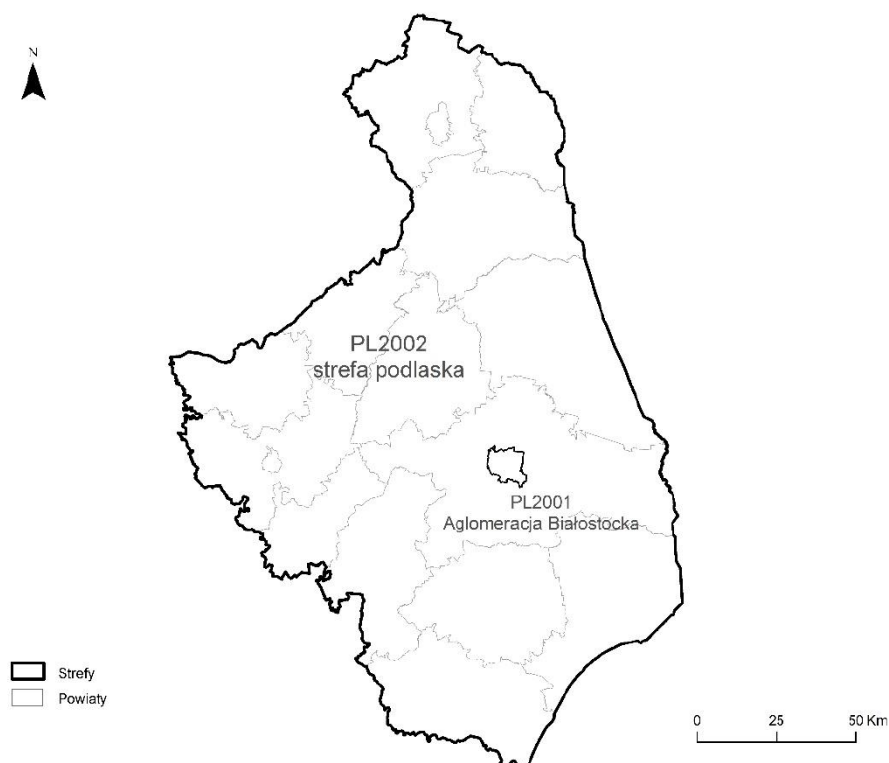 N
PL2002
strefa podlaska
PL2001
Aglomeracja Białostocka
Strefy
Powiaty
0 25 50 Km